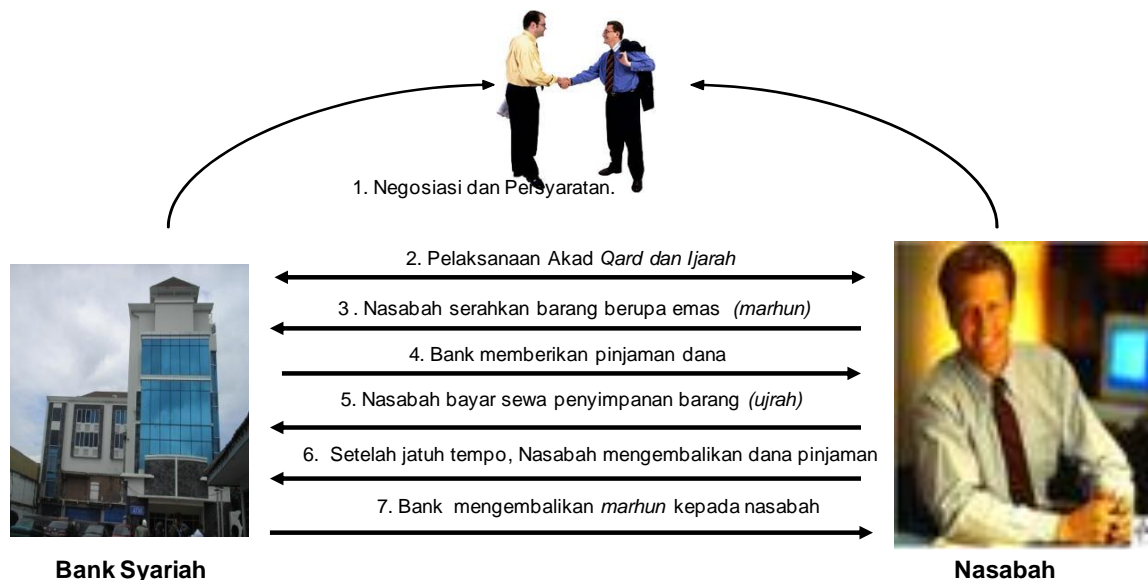 1. Negosiasi dan Persyaratan.
2. Pelaksanaan Akad Qard dan Ijarah
3 . Nasabah serahkan barang berupa emas (marhun)
4. Bank memberikan pinjaman dana
5. Nasabah bayar sewa penyimpanan barang (ujrah)
6. Setelah jatuh tempo, Nasabah mengembalikan dana pinjaman
7. Bank mengembalikan marhun kepada nasabah
Bank Syariah
Nasabah